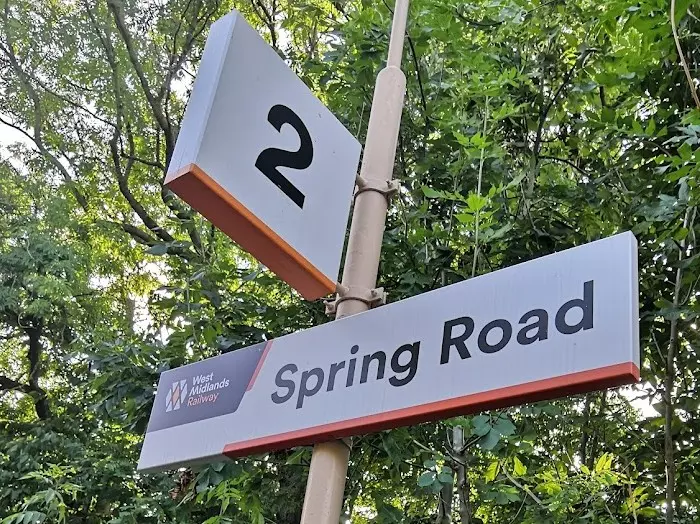 2
West
Midlands
Railway
Spring Road